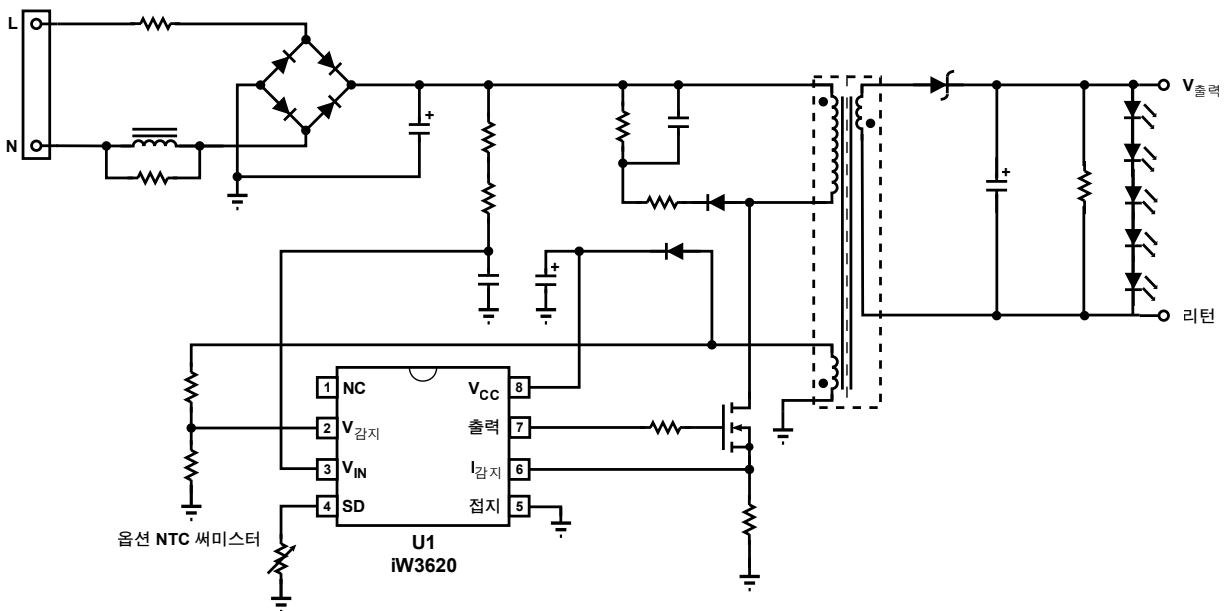 L
N
+
+
+
V출력
리턴
1 NC
2 V감지
3 VIN
4 SD
VCC 8
출력 7
I감지 6
접지 5
옵션 NTC 써미스터
U1
iW3620